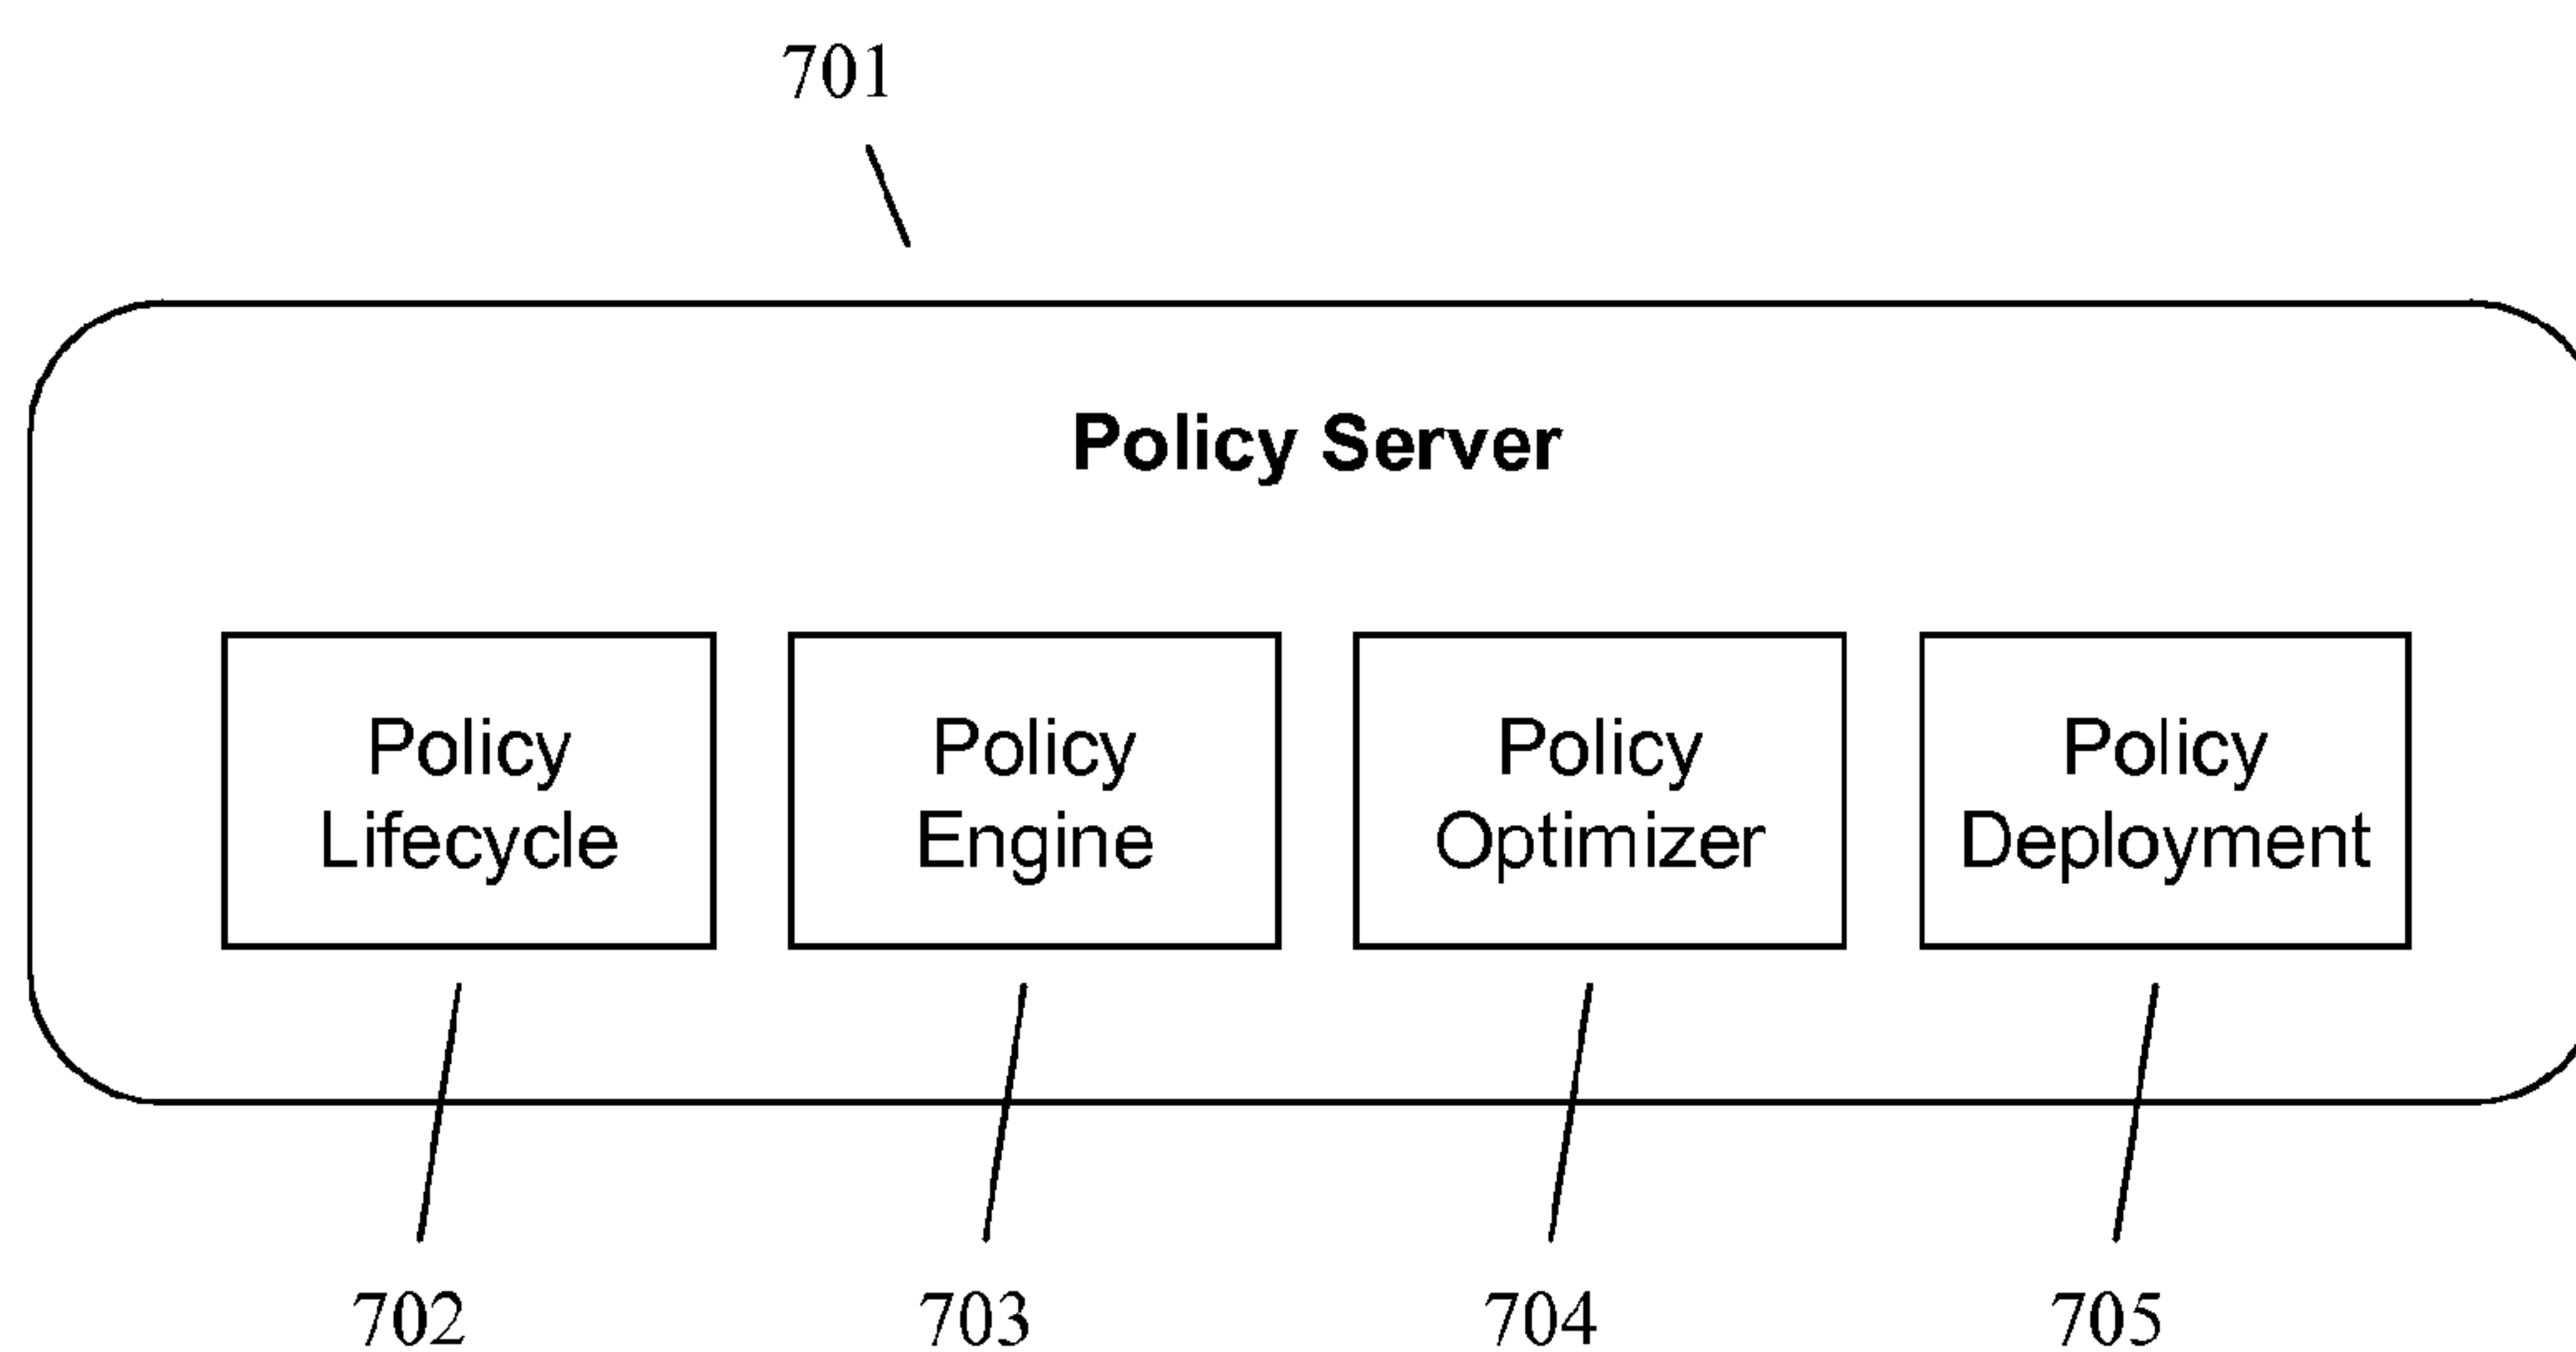 701
Policy Server
Policy
Lifecycle
Policy
Engine
Policy
Optimizer
Policy
Deployment
702
703
704
705